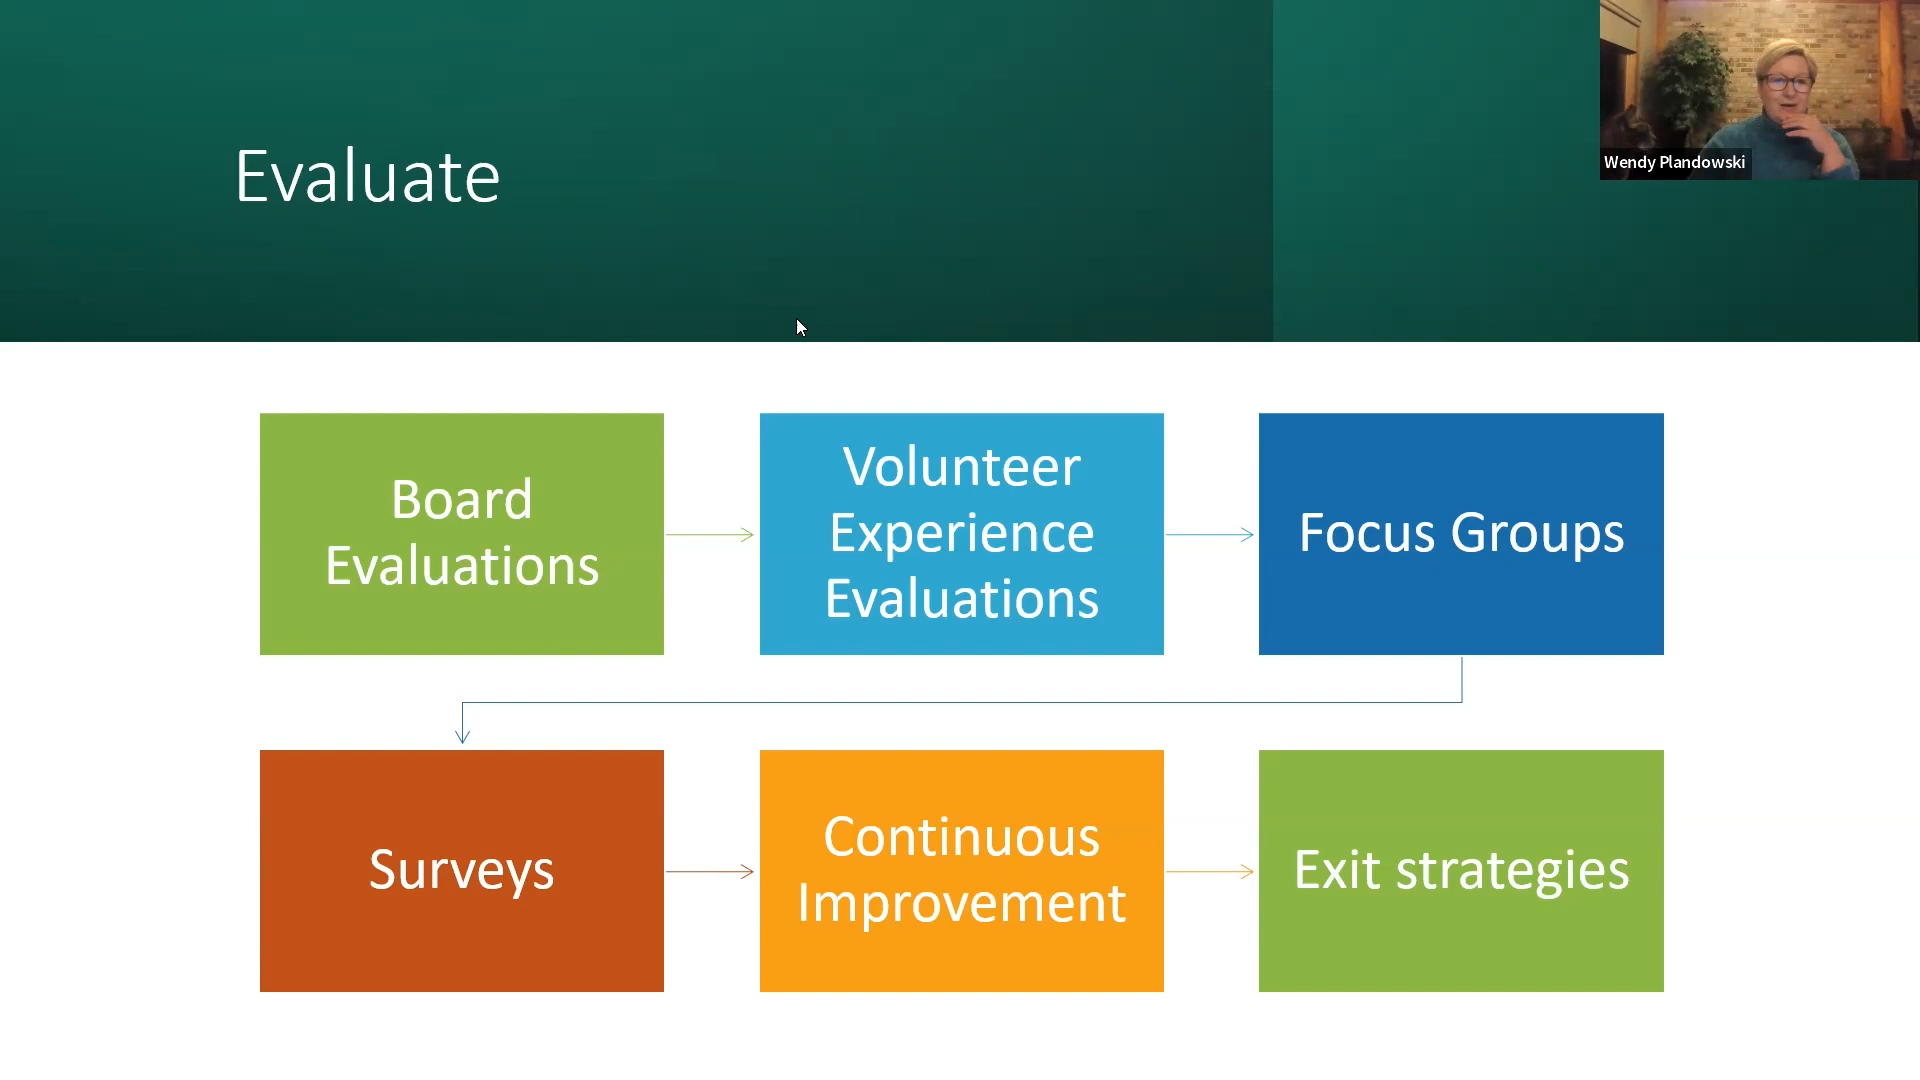 Evaluate
Wendy Plandowski
Board
Evaluations
Volunteer
Experience
Evaluations
Focus Groups
Surveys
Continuous
Improvement
Exit strategies